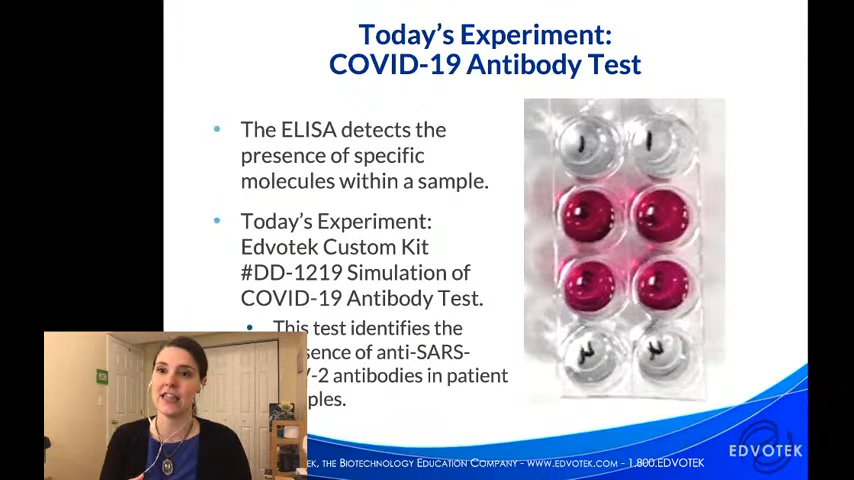 Today's Experiment:
COVID-19 Antibody Test
• The ELISA detects the
presence of specific
molecules within a sample.
• Today's Experiment:
Edvotek Custom Kit
#DD-1219 Simulation of
COVID-19 Antibody Test.
• This test identifies the
sence of anti-SARS-
V-2 antibodies in patient
ples.
TEK, THE BIOTECHNOLOGY EDUCATION COMPANY - WWW.EDVOTEK.COM - 1.800.EDVOTEK
EDVOTEK